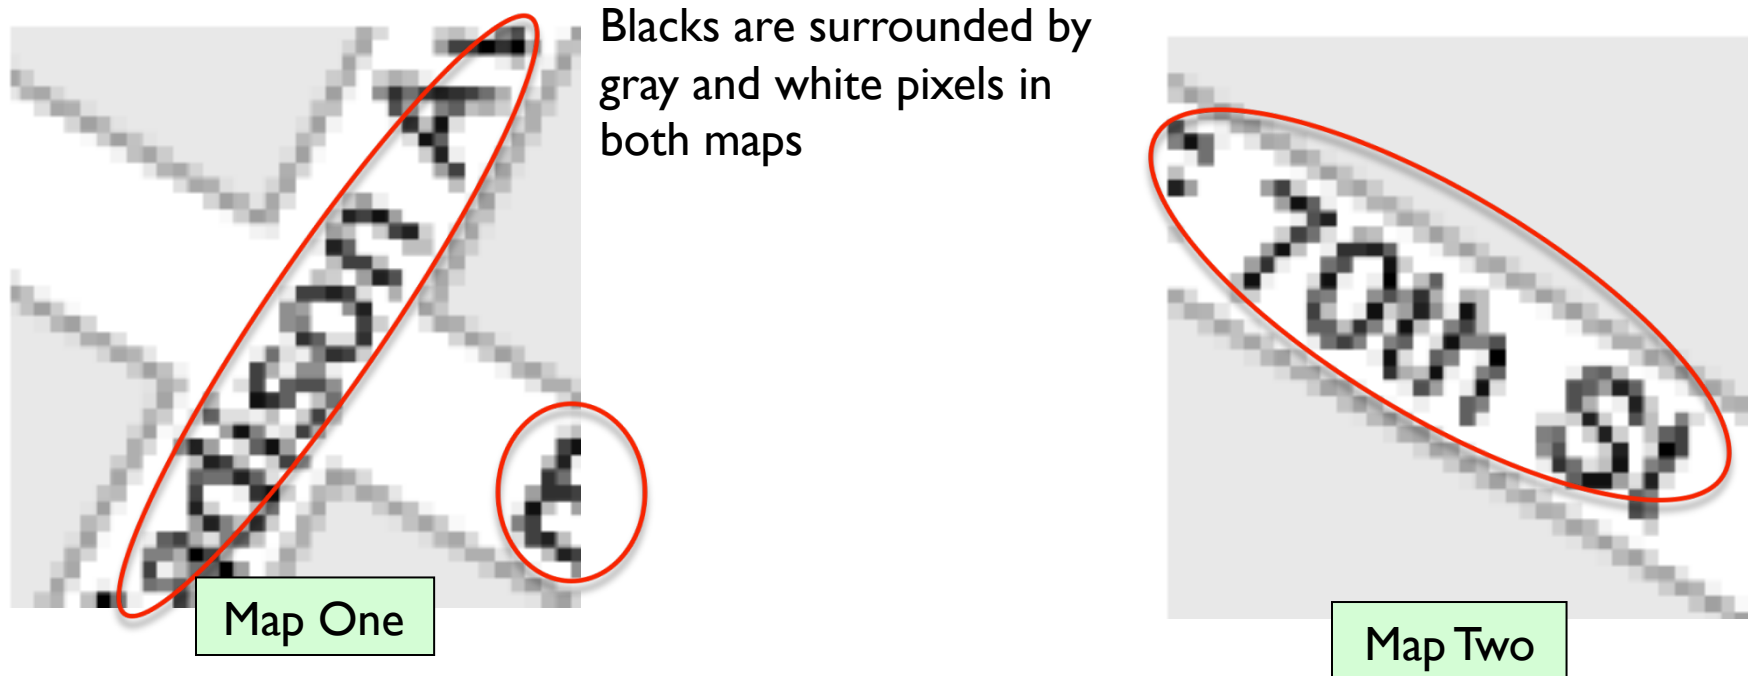 Blacks are surrounded by
gray and white pixels in
both maps
Map One
Map Two